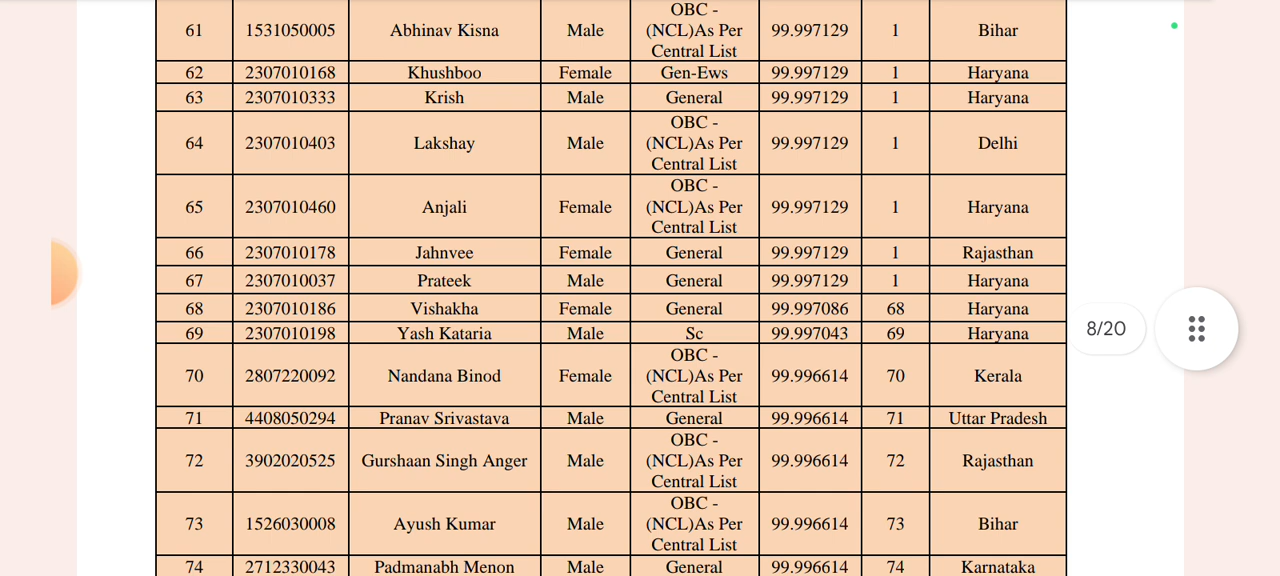 61 1531050005 Abhinav Kisna Male OBC - (NCL)As Per Central List 99.997129 1 Bihar
62 2307010168 Khushboo Female Gen-Ews 99.997129 1 Haryana
63 2307010333 Krish Male General 99.997129 1 Haryana
64 2307010403 Lakshay Male OBC - (NCL)As Per Central List 99.997129 1 Delhi
65 2307010460 Anjali Female OBC - (NCL)As Per Central List 99.997129 1 Haryana
66 2307010178 Jahnvee Female General 99.997129 1 Rajasthan
67 2307010037 Prateek Male General 99.997129 1 Haryana
68 2307010186 Vishakha Female General 99.997086 68 Haryana
69 2307010198 Yash Kataria Male Sc 99.997043 69 Haryana
70 2807220092 Nandana Binod Female OBC - (NCL)As Per Central List 99.996614 70 Kerala
71 4408050294 Pranav Srivastava Male General 99.996614 71 Uttar Pradesh
72 3902020525 Gurshaan Singh Anger Male OBC - (NCL)As Per Central List 99.996614 72 Rajasthan
73 1526030008 Ayush Kumar Male OBC - (NCL)As Per Central List 99.996614 73 Bihar
74 2712330043 Padmanabh Menon Male General 99.996614 74 Karnataka
8/20